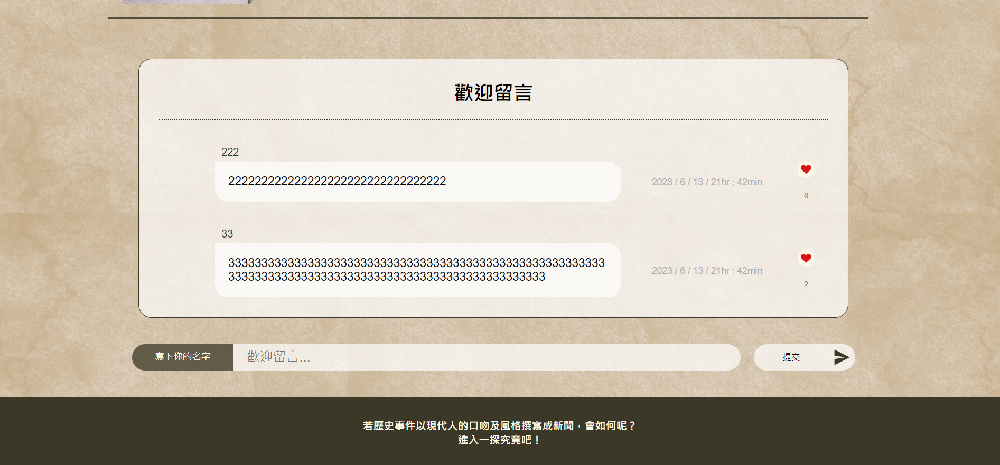 歡迎留言
222
222222222222222222222222222222222
2023 / 6 / 13 / 21hr : 42min
8
33
333333333333333333333333333333333333333333333333333333333
333333333333333333333333333333333333333333333333
2023 / 6 / 13 / 21hr : 42min
2
寫下你的名字
歡迎留言...
提交
若歷史事件以現代人的口吻及風格撰寫成新聞，會如何呢？
進入一探究竟吧！